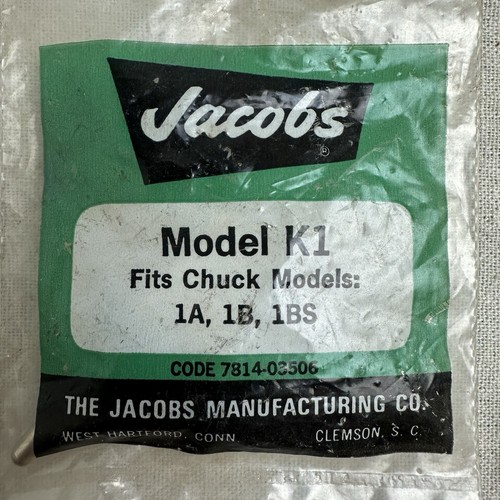 Jacobs
®
Model K1
Fits Chuck Models:
1A, 1B, 1BS
CODE 7814-03506
THE JACOBS MANUFACTURING CO.
WEST HARTFORD, CONN. CLEMSON, S. C.